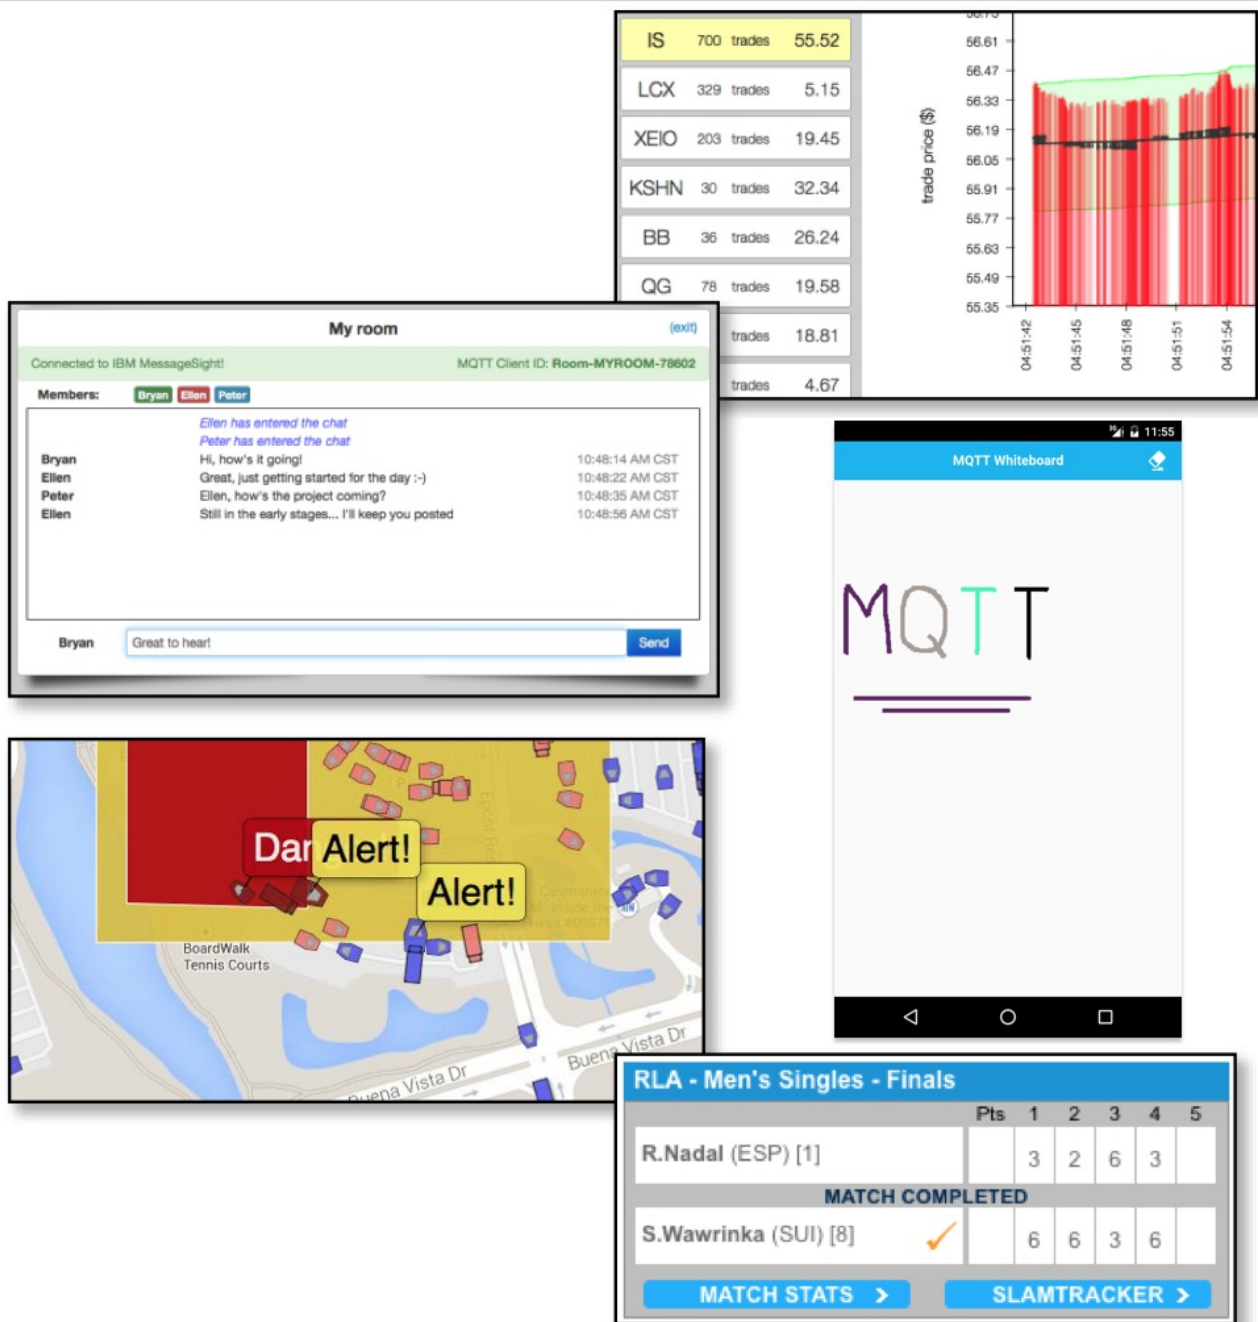 IS 700 trades 55.52
LCX 329 trades 5.15
XEIO 203 trades 19.45
KSHN 30 trades 32.34
BB 36 trades 26.24
QG 78 trades 19.58
trades 18.81
trades 4.67
trade price ($)
56.61
56.47
56.33
56.19
56.05
55.91
55.77
55.63
55.49
55.35
04:51:42
04:51:45
04:51:48
04:51:51
04:51:54
My room
(exit)
Connected to IBM MessageSight!
MQTT Client ID: Room-MYROOM-78602
Members: Bryan Ellen Peter
Ellen has entered the chat
Peter has entered the chat
Bryan Hi, how's it going! 10:48:14 AM CST
Ellen Great, just getting started for the day :-) 10:48:22 AM CST
Peter Ellen, how's the project coming? 10:48:35 AM CST
Ellen Still in the early stages... I'll keep you posted 10:48:56 AM CST
Bryan Great to hear! Send
11:55
MQTT Whiteboard
MQTT
Alert!
Alert!
BoardWalk
Tennis Courts
Buena Vista Dr
Buena Vista Dr
RLA - Men's Singles - Finals
Pts 1 2 3 4 5
R.Nadal (ESP) [1] 3 2 6 3
MATCH COMPLETED
S.Wawrinka (SUI) [8] 6 6 3 6
MATCH STATS >
SLAMTRACKER >